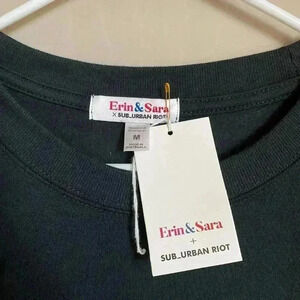 Erin&Sara
X SUB_URBAN RIOT
M
Erin&Sara
+
SUB_URBAN RIOT